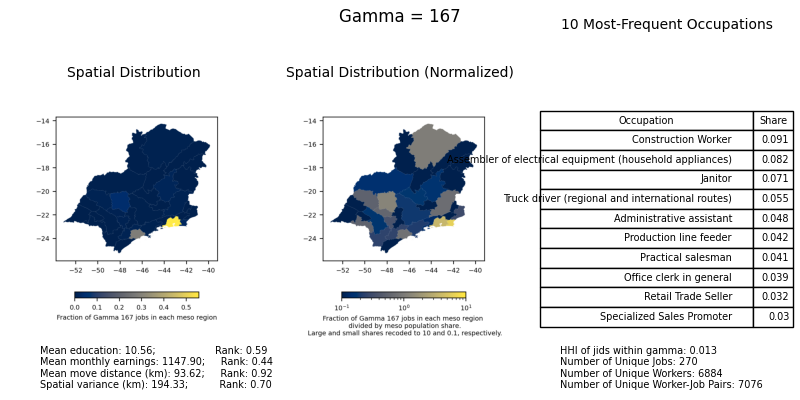 Gamma = 167
10 Most-Frequent Occupations
Spatial Distribution
Spatial Distribution (Normalized)
Occupation Share
Construction Worker 0.091
Assembler of electrical equipment (household appliances) 0.082
Janitor 0.071
Truck driver (regional and international routes) 0.055
Administrative assistant 0.048
Production line feeder 0.042
Practical salesman 0.041
Office clerk in general 0.039
Retail Trade Seller 0.032
Specialized Sales Promoter 0.03
−14
−16
−18
−20
−22
−24
−52 −50 −48 −46 −44 −42 −40
0.0 0.1 0.2 0.3 0.4 0.5
Fraction of Gamma 167 jobs in each meso region
−14
−16
−18
−20
−22
−24
−52 −50 −48 −46 −44 −42 −40
10⁻¹ 10⁰ 10¹
Fraction of Gamma 167 jobs in each meso region
divided by meso population share.
Large and small shares recoded to 10 and 0.1, respectively.
Mean education: 10.56; Rank: 0.59
Mean monthly earnings: 1147.90; Rank: 0.44
Mean move distance (km): 93.62; Rank: 0.92
Spatial variance (km): 194.33; Rank: 0.70
HHI of jids within gamma: 0.013
Number of Unique Jobs: 270
Number of Unique Workers: 6884
Number of Unique Worker-Job Pairs: 7076